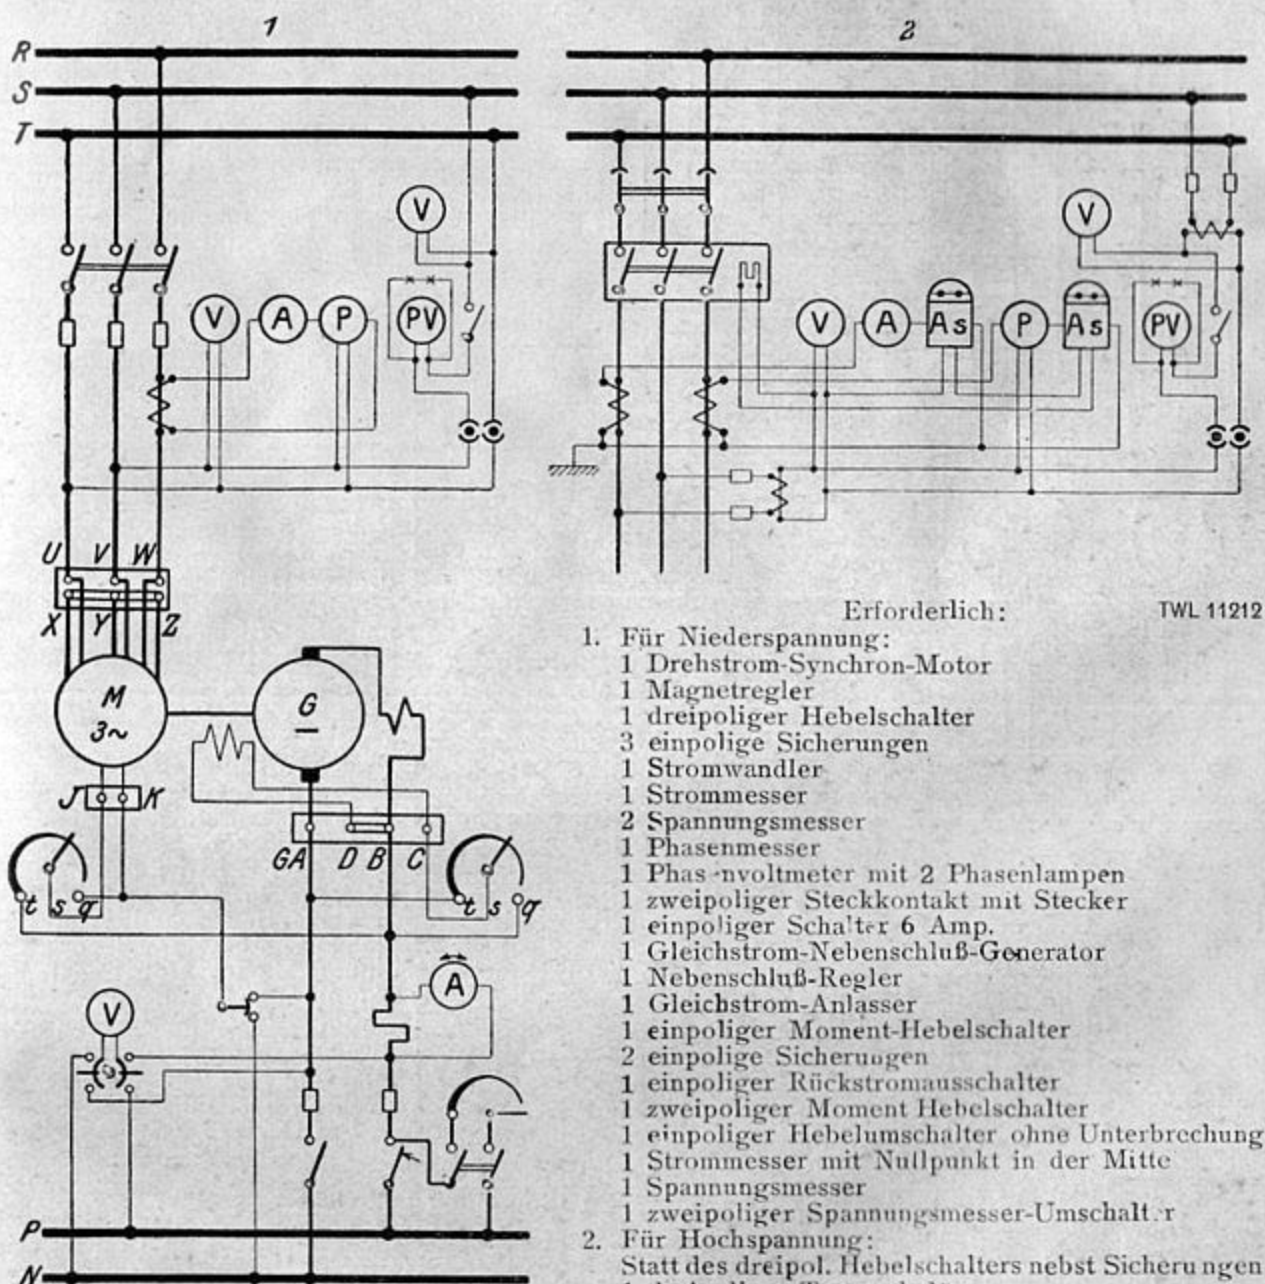 1
2
R
S
T
V
V
A
P
PV
V
V
A
As
P
As
PV
U V W
X Y Z
M
3~
G
J K
GA D B C
t s q
t s q
A
V
P
N
Erforderlich:
TWL 11212
1. Für Niederspannung:
1 Drehstrom-Synchron-Motor
1 Magnetregler
1 dreipoliger Hebelschalter
3 einpolige Sicherungen
1 Stromwandler
1 Strommesser
2 Spannungsmesser
1 Phasenmesser
1 Phas nvoltmeter mit 2 Phasenlampen
1 zweipoliger Steckkontakt mit Stecker
1 einpoliger Schalter 6 Amp.
1 Gleichstrom-Nebenschluß-Generator
1 Nebenschluß-Regler
1 Gleichstrom-Anlasser
1 einpoliger Moment-Hebelschalter
2 einpolige Sicherungen
1 einpoliger Rückstromausschalter
1 zweipoliger Moment Hebelschalter
1 einpoliger Hebelumschalter ohne Unterbrechung
1 Strommesser mit Nullpunkt in der Mitte
1 Spannungsmesser
1 zweipoliger Spannungsmesser-Umschalter
2. Für Hochspannung:
Statt des dreipol. Hebelschalters nebst Sicherungen